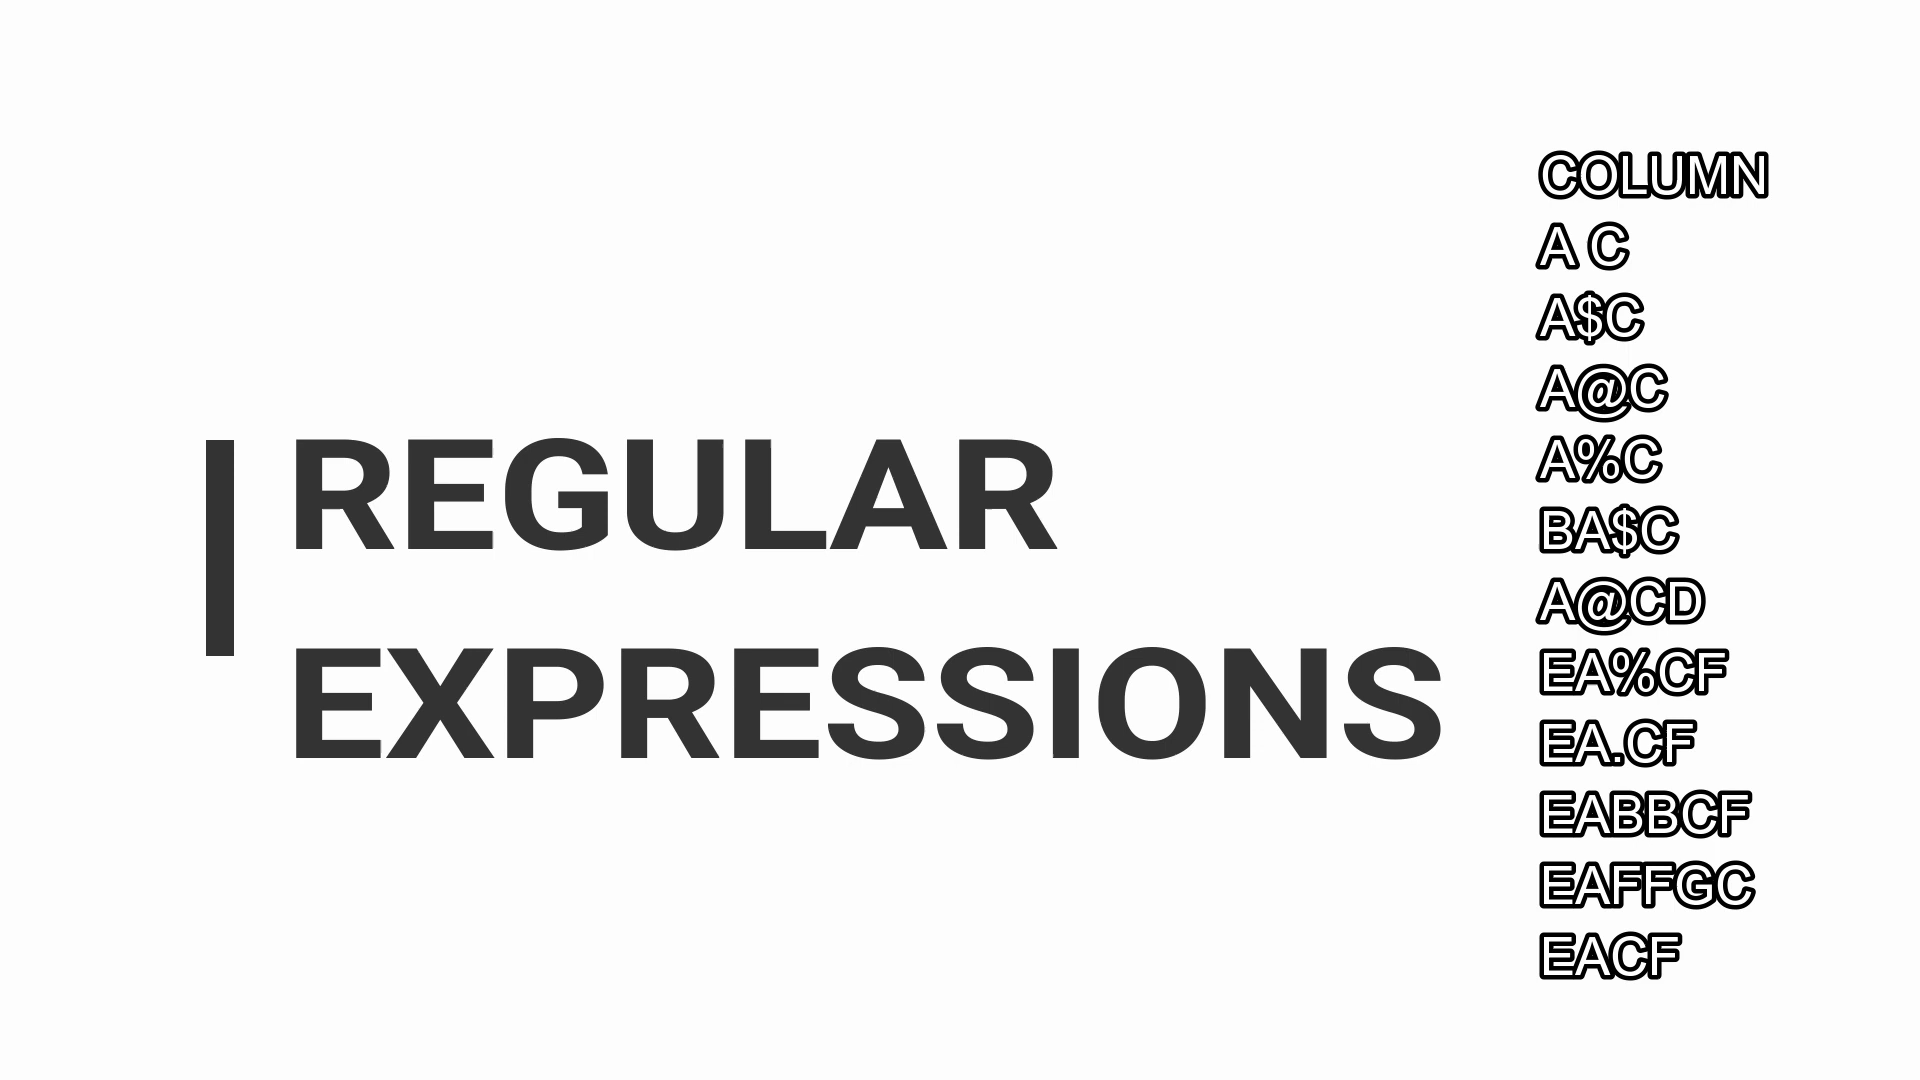 REGULAR
EXPRESSIONS
COLUMN
A C
A$C
A@C
A%C
BA$C
A@CD
EA%CF
EA.CF
EABBCF
EAFFGC
EACF